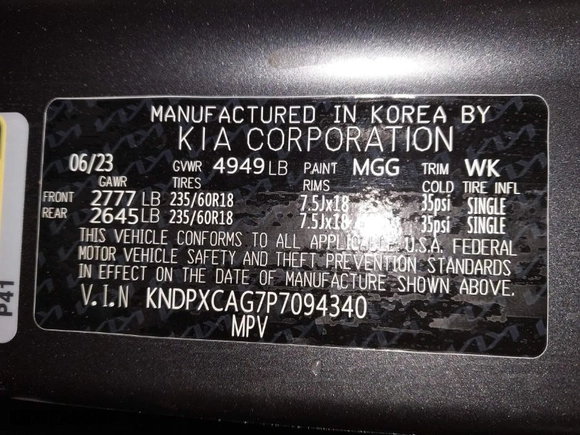 MANUFACTURED IN KOREA BY
KIA CORPORATION
06/23 GVWR 4949 LB PAINT MGG TRIM WK
GAWR TIRES RIMS COLD TIRE INFL
FRONT 2777 LB 235/60R18 7.5Jx18 35psi SINGLE
REAR 2645 LB 235/60R18 7.5Jx18 35psi SINGLE
THIS VEHICLE CONFORMS TO ALL APPLICABLE U.S.A. FEDERAL
MOTOR VEHICLE SAFETY AND THEFT PREVENTION STANDARDS
IN EFFECT ON THE DATE OF MANUFACTURE SHOWN ABOVE.
V.I.N KNDPXCAG7P7094340
MPV
P41